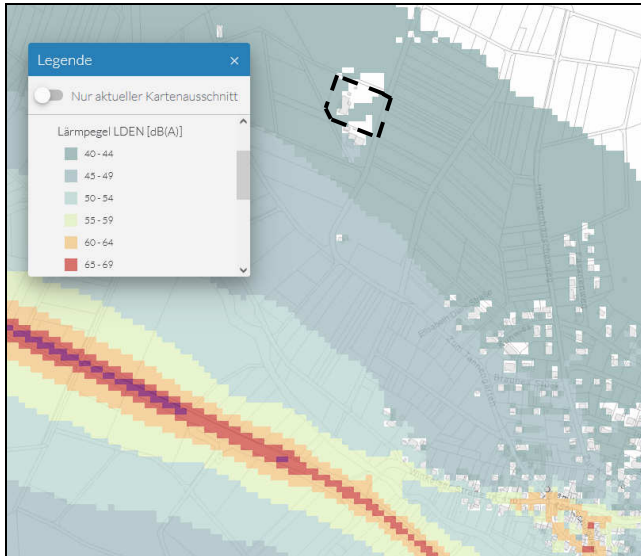 Legende ×
Nur aktueller Kartenausschnitt
Lärmpegel LDEN [dB(A)]
40 - 44
45 - 49
50 - 54
55 - 59
60 - 64
65 - 69